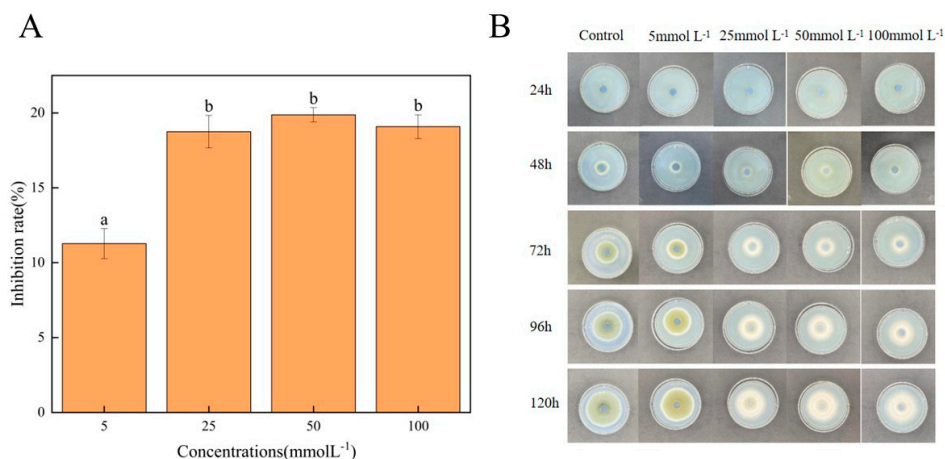 A
b
b
b
a
20
15
10
5
0
Inhibition rate(%)
5 25 50 100
Concentrations(mmolL⁻¹)
B
Control 5mmol L⁻¹ 25mmol L⁻¹ 50mmol L⁻¹ 100mmol L⁻¹
24h
48h
72h
96h
120h